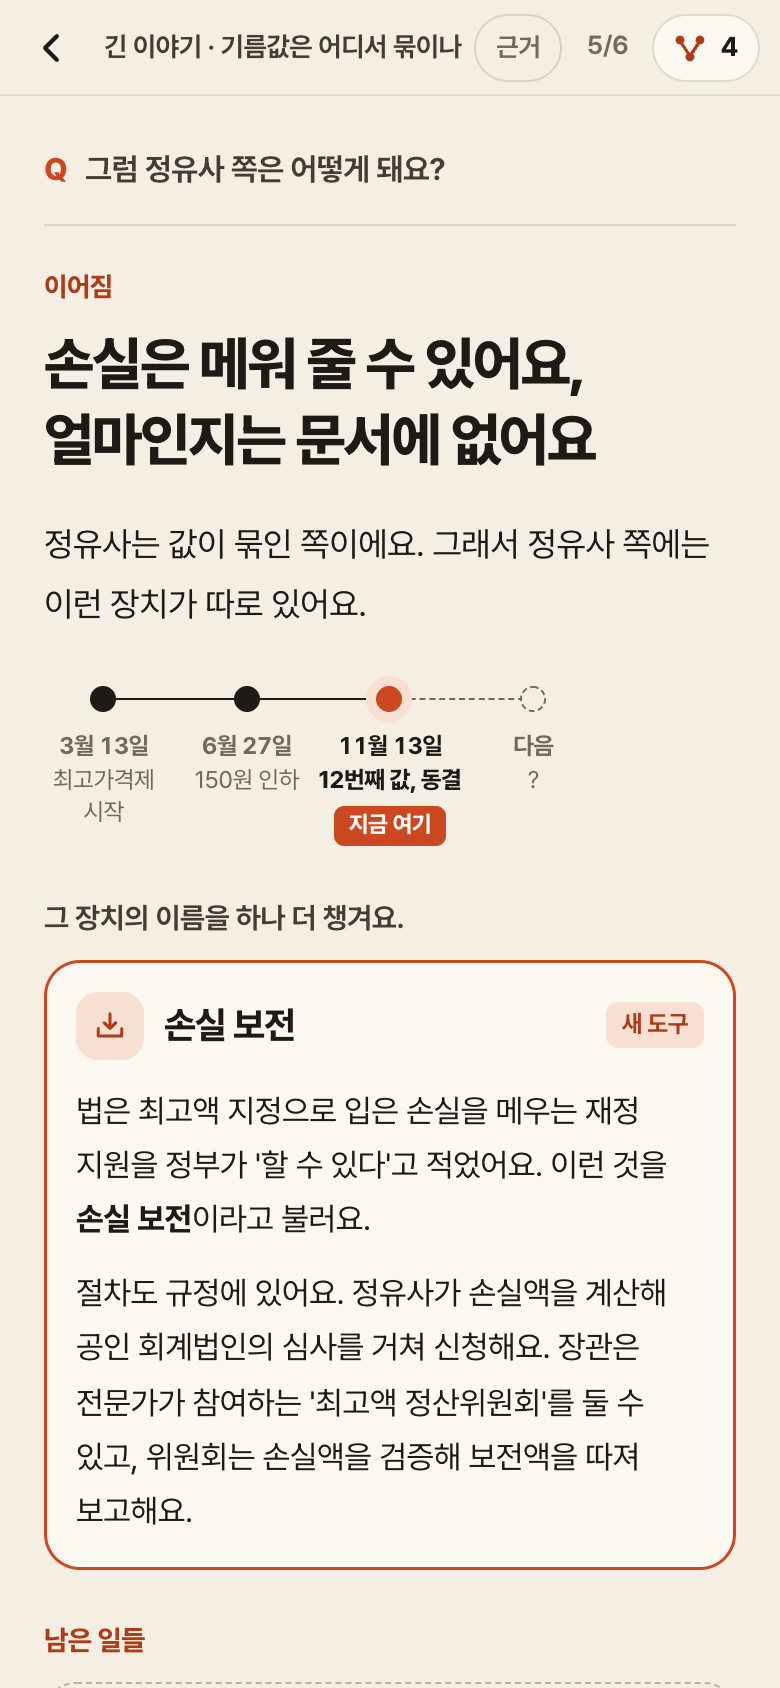 긴 이야기 · 기름값은 어디서 묶이나
근거
5/6
4
Q 그럼 정유사 쪽은 어떻게 돼요?
이어짐
손실은 메워 줄 수 있어요,
얼마인지는 문서에 없어요
정유사는 값이 묶인 쪽이에요. 그래서 정유사 쪽에는
이런 장치가 따로 있어요.
3월 13일
최고가격제
시작
6월 27일
150원 인하
11월 13일
12번째 값, 동결
지금 여기
다음
?
그 장치의 이름을 하나 더 챙겨요.
손실 보전
새 도구
법은 최고액 지정으로 입은 손실을 메우는 재정
지원을 정부가 '할 수 있다'고 적었어요. 이런 것을
손실 보전이라고 불러요.
절차도 규정에 있어요. 정유사가 손실액을 계산해
공인 회계법인의 심사를 거쳐 신청해요. 장관은
전문가가 참여하는 '최고액 정산위원회'를 둘 수
있고, 위원회는 손실액을 검증해 보전액을 따져
보고해요.
남은 일들